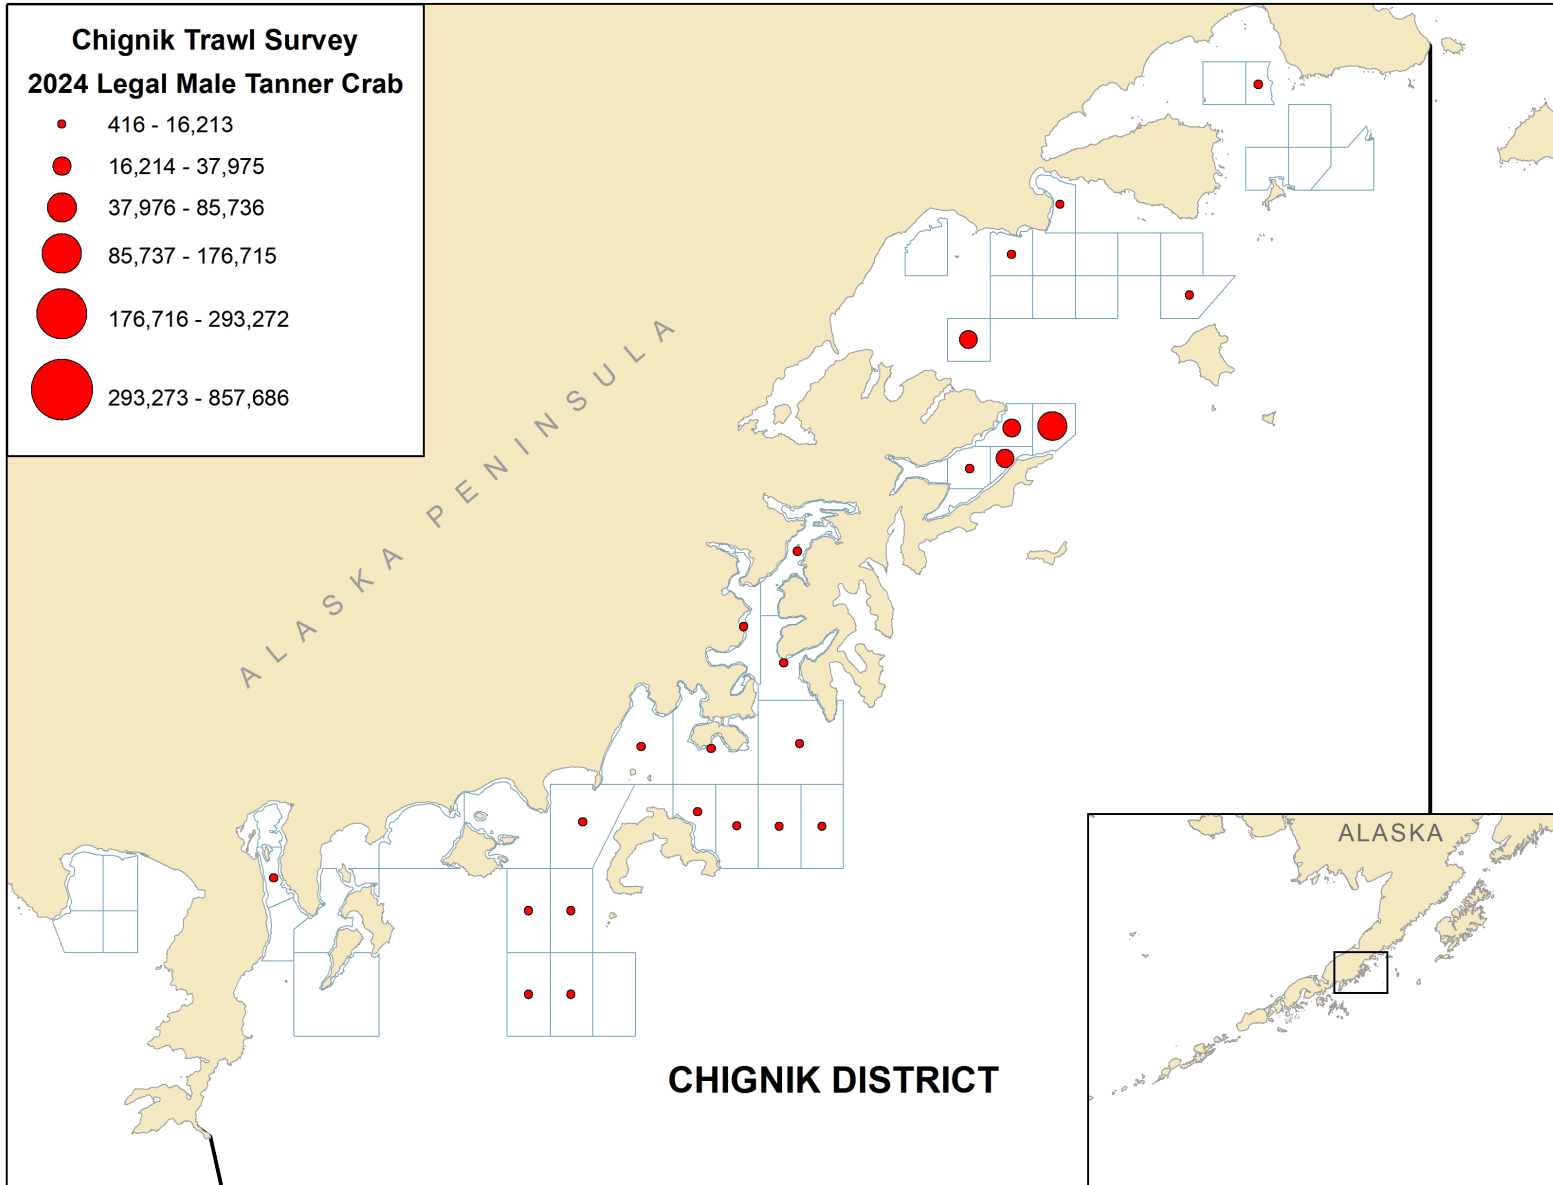 Chignik Trawl Survey
2024 Legal Male Tanner Crab
416 - 16,213
16,214 - 37,975
37,976 - 85,736
85,737 - 176,715
176,716 - 293,272
293,273 - 857,686
ALASKA PENINSULA
ALASKA
CHIGNIK DISTRICT